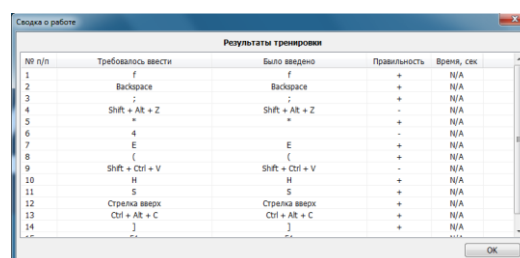 Сводка о работе
Результаты тренировки
№ п/п Требовалось ввести Было введено Правильность Время, сек
1 f f + N/A
2 Backspace Backspace + N/A
3 ; ; + N/A
4 Shift + Alt + Z Shift + Alt + Z - N/A
5 * * + N/A
6 4 - N/A
7 E E + N/A
8 ( ( + N/A
9 Shift + Ctrl + V Shift + Ctrl + V - N/A
10 H H + N/A
11 S S + N/A
12 Стрелка вверх Стрелка вверх + N/A
13 Ctrl + Alt + C Ctrl + Alt + C + N/A
14 ] ] + N/A
OK